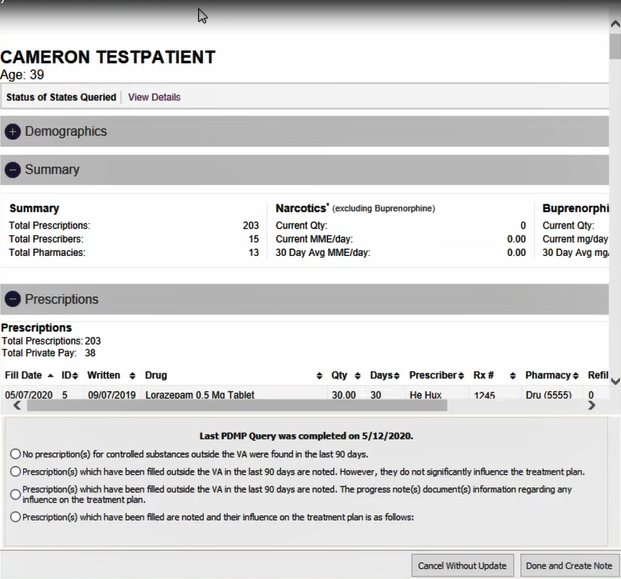 CAMERON TESTPATIENT
Age: 39
Status of States Queried View Details
Demographics
Summary
Summary Narcotics* (excluding Buprenorphine) Buprenorphi
Total Prescriptions: 203 Current Qty: 0 Current Qty:
Total Prescribers: 15 Current MME/day: 0.00 Current mg/day
Total Pharmacies: 13 30 Day Avg MME/day: 0.00 30 Day Avg mg/
Prescriptions
Prescriptions
Total Prescriptions: 203
Total Private Pay: 38
Fill Date ID Written Drug Qty Days Prescriber Rx # Pharmacy Refil
05/07/2020 5 09/07/2019 Lorazepam 0.5 Mg Tablet 30.00 30 He Hux 1245 Dru (5555) 0
Last PDMP Query was completed on 5/12/2020.
No prescription(s) for controlled substances outside the VA were found in the last 90 days.
Prescription(s) which have been filled outside the VA in the last 90 days are noted. However, they do not significantly influence the treatment plan.
Prescription(s) which have been filled outside the VA in the last 90 days are noted. The progress note(s) document(s) information regarding any
influence on the treatment plan.
Prescription(s) which have been filled are noted and their influence on the treatment plan is as follows:
Cancel Without Update Done and Create Note